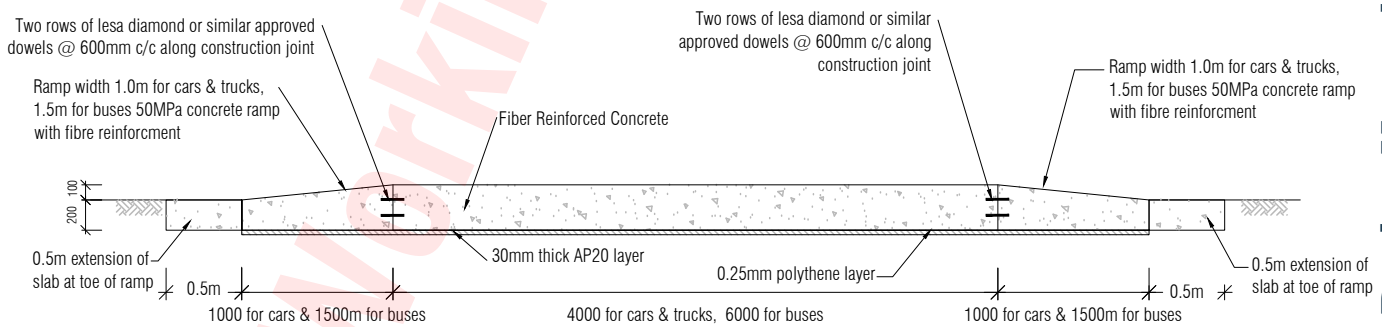 Two rows of lesa diamond or similar approved
dowels @ 600mm c/c along construction joint
Ramp width 1.0m for cars & trucks,
1.5m for buses 50MPa concrete ramp
with fibre reinforcment
Fiber Reinforced Concrete
Two rows of lesa diamond or similar
approved dowels @ 600mm c/c along
construction joint
Ramp width 1.0m for cars & trucks,
1.5m for buses 50MPa concrete ramp
with fibre reinforcment
100
200
0.5m extension of
slab at toe of ramp
30mm thick AP20 layer
0.25mm polythene layer
0.5m extension of
slab at toe of ramp
0.5m
0.5m
1000 for cars & 1500m for buses
4000 for cars & trucks, 6000 for buses
1000 for cars & 1500m for buses
Workin